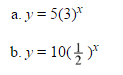 a. y = 5(3)ˣ
b. y = 10(½)ˣ